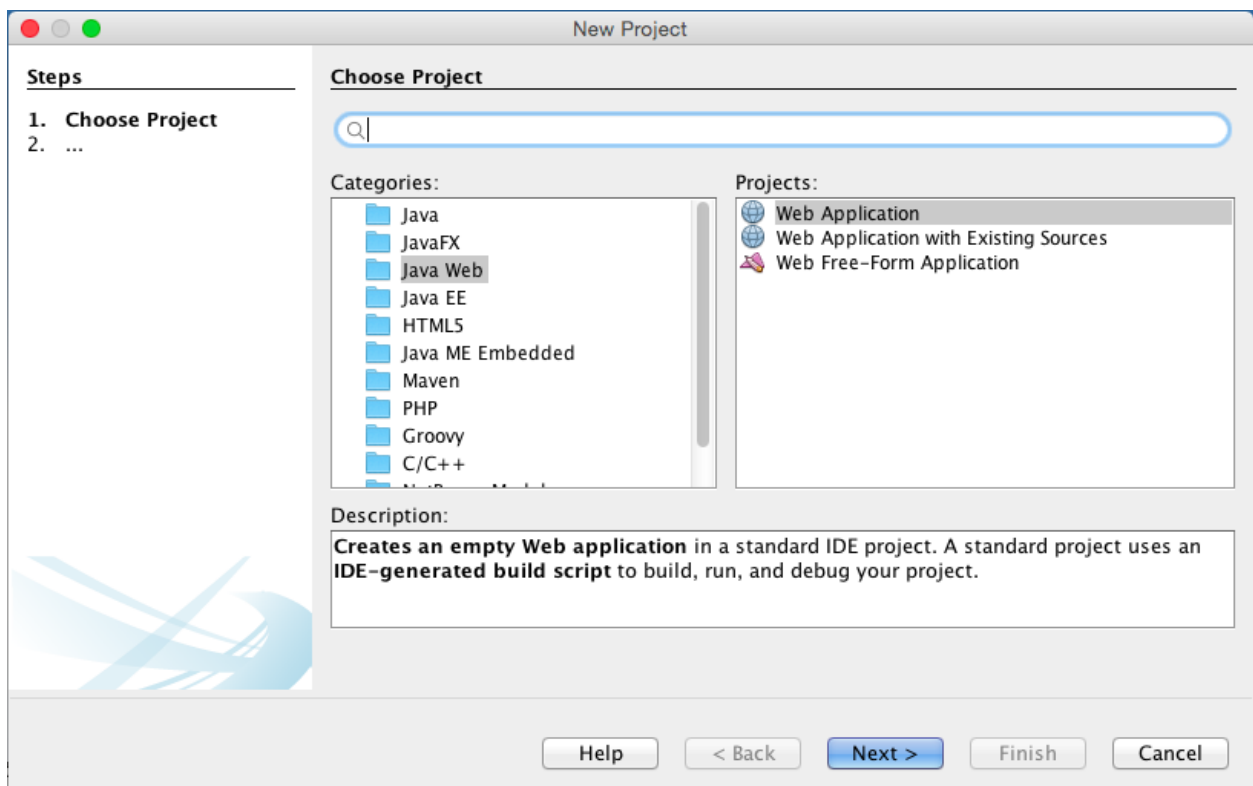 New Project
Steps
1. Choose Project
2. ...
Choose Project
Categories:
Java
JavaFX
Java Web
Java EE
HTML5
Java ME Embedded
Maven
PHP
Groovy
C/C++
Projects:
Web Application
Web Application with Existing Sources
Web Free-Form Application
Description:
Creates an empty Web application in a standard IDE project. A standard project uses an
IDE-generated build script to build, run, and debug your project.
Help
< Back
Next >
Finish
Cancel